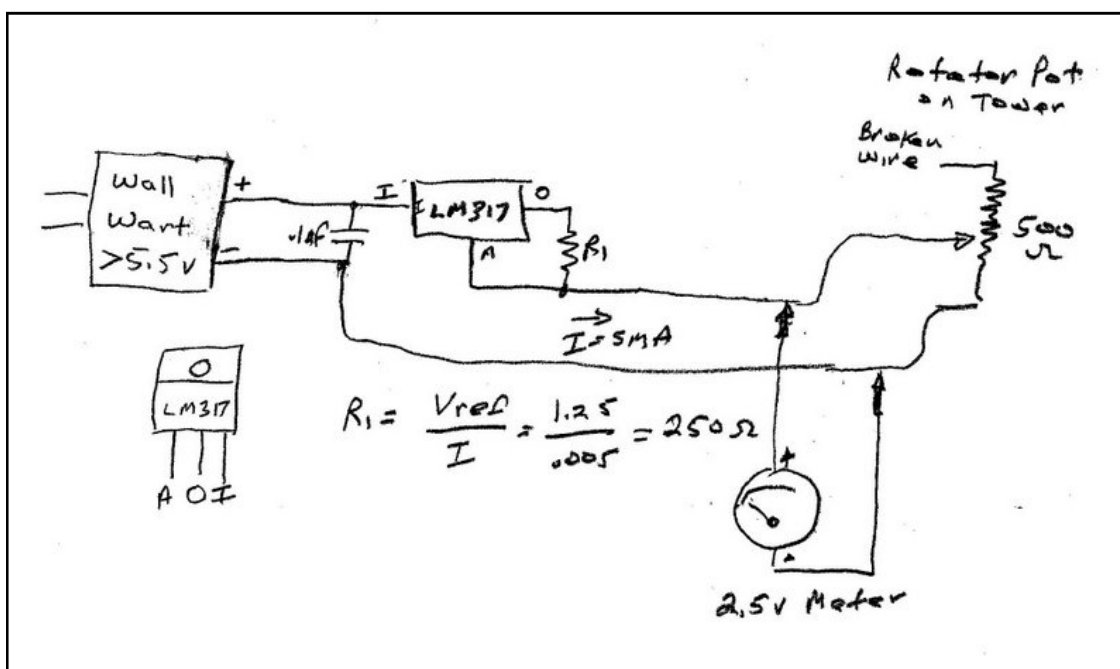 Rotator Pot
on Tower
Broken
wire
500
Ω
Wall
Wart
>5.5v
+
-
.1µf
I
I LM317
O
A
R1
I = 5mA
O
LM317
A O I
R1 = Vref / I = 1.25 / .005 = 250Ω
+
-
2.5v Meter